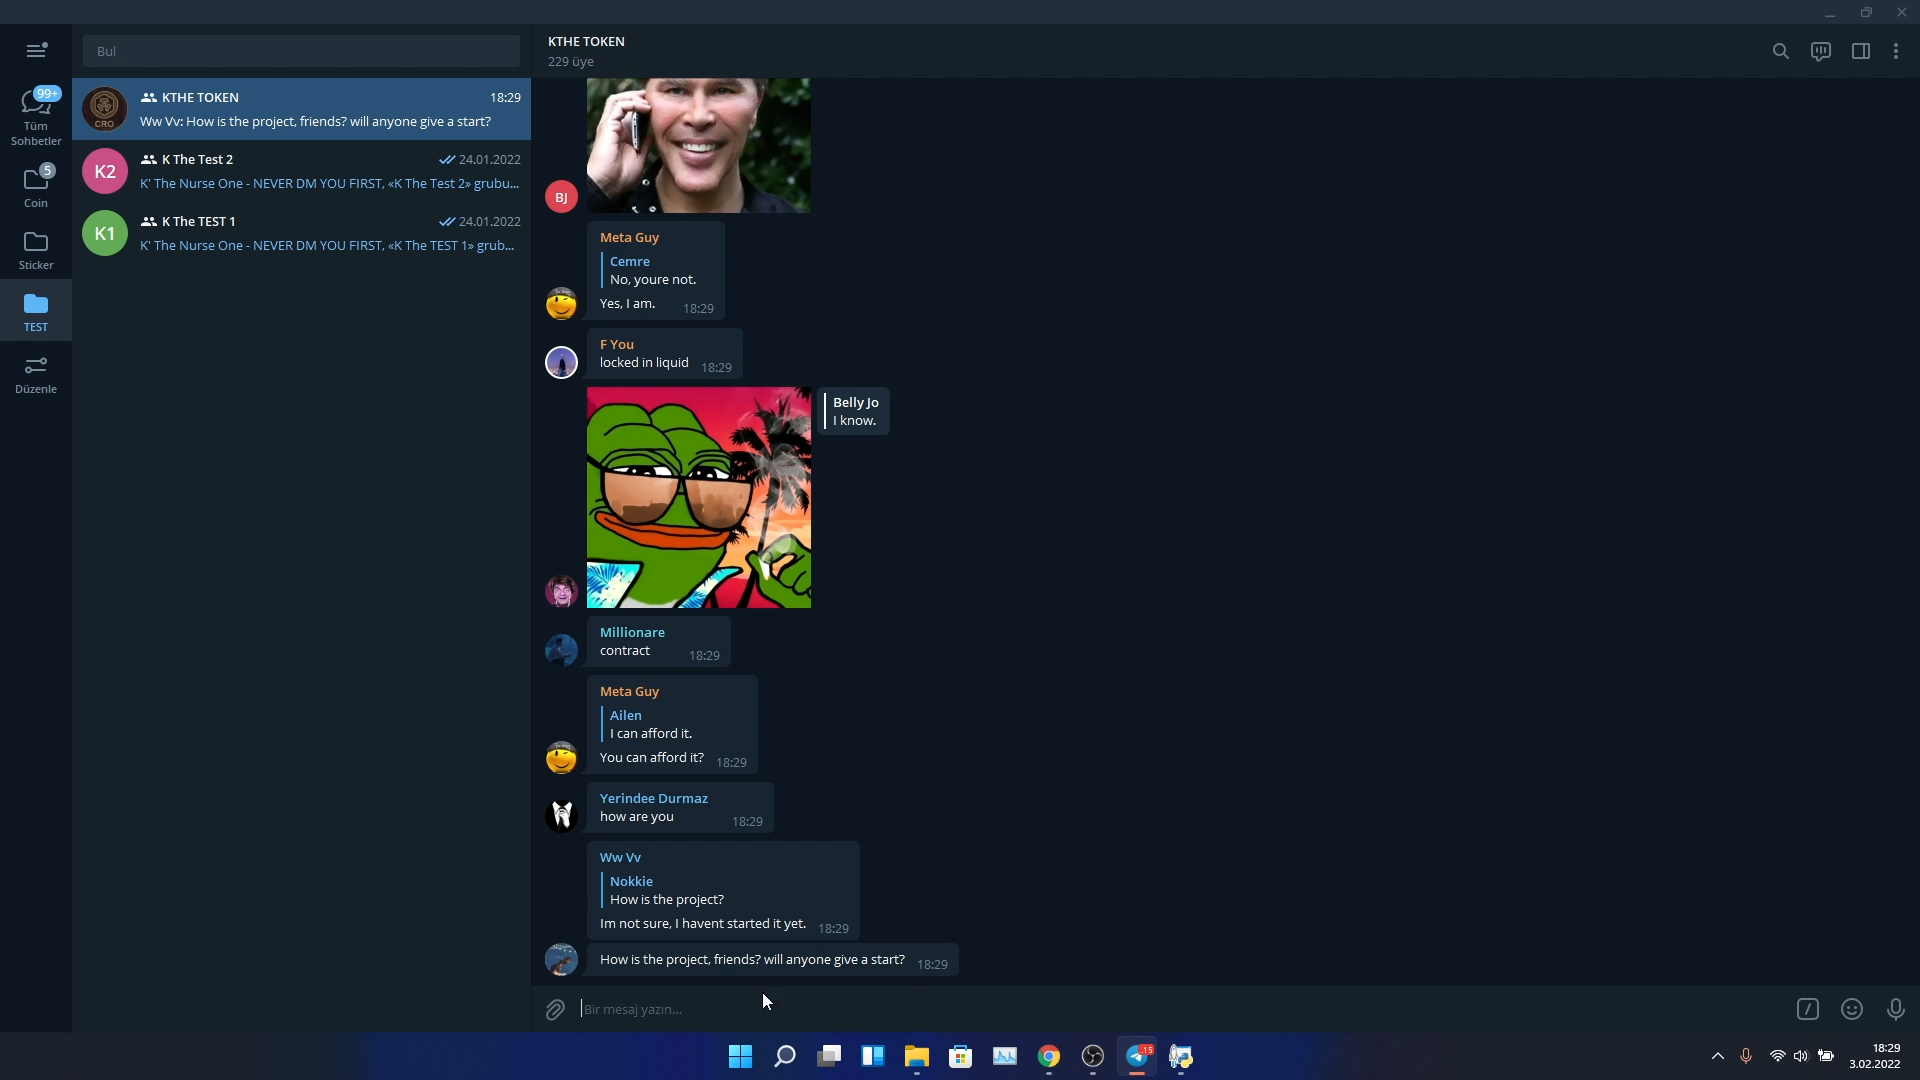 Bul
99+
Tüm
Sohbetler
5
Coin
Sticker
TEST
Düzenle
CRO
KTHE TOKEN 18:29
Ww Vv: How is the project, friends? will anyone give a start?
K2
K The Test 2 24.01.2022
K' The Nurse One - NEVER DM YOU FIRST, «K The Test 2» grubu...
K1
K The TEST 1 24.01.2022
K' The Nurse One - NEVER DM YOU FIRST, «K The TEST 1» grub...
KTHE TOKEN
229 üye
BJ
Meta Guy
Cemre
No, youre not.
Yes, I am. 18:29
F You
locked in liquid 18:29
Belly Jo
I know.
Millionare
contract 18:29
Meta Guy
Ailen
I can afford it.
You can afford it? 18:29
Yerindee Durmaz
how are you 18:29
Ww Vv
Nokkie
How is the project?
Im not sure, I havent started it yet. 18:29
How is the project, friends? will anyone give a start? 18:29
Bir mesaj yazın...
18:29
3.02.2022